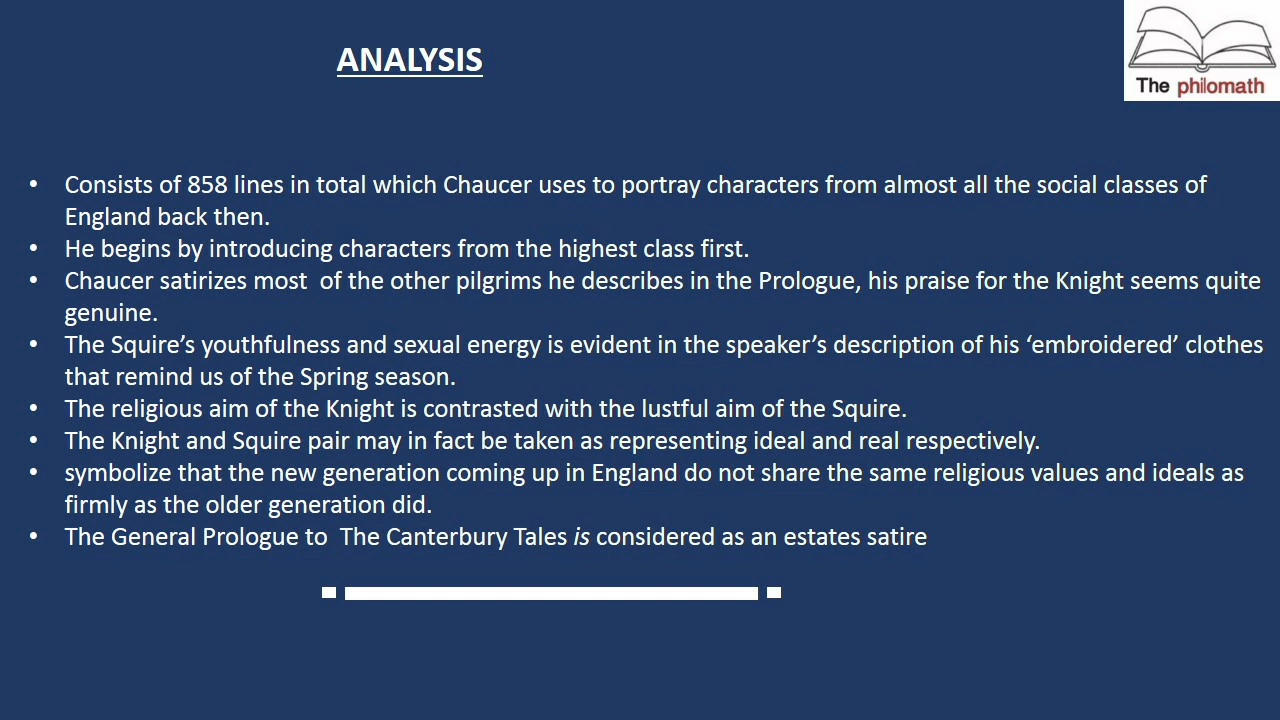 ANALYSIS
The philomath
• Consists of 858 lines in total which Chaucer uses to portray characters from almost all the social classes of
England back then.
• He begins by introducing characters from the highest class first.
• Chaucer satirizes most  of the other pilgrims he describes in the Prologue, his praise for the Knight seems quite
genuine.
• The Squire’s youthfulness and sexual energy is evident in the speaker’s description of his ‘embroidered’ clothes
that remind us of the Spring season.
• The religious aim of the Knight is contrasted with the lustful aim of the Squire.
• The Knight and Squire pair may in fact be taken as representing ideal and real respectively.
• symbolize that the new generation coming up in England do not share the same religious values and ideals as
firmly as the older generation did.
• The General Prologue to  The Canterbury Tales is considered as an estates satire